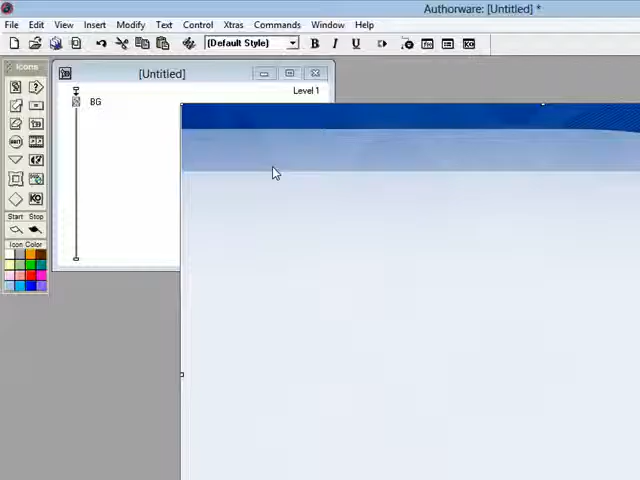 Authorware: [Untitled] *
File Edit View Insert Modify Text Control Xtras Commands Window Help
(Default Style) B I U
Icons
[Untitled]
Level 1
BG
Start Stop
Icon Color